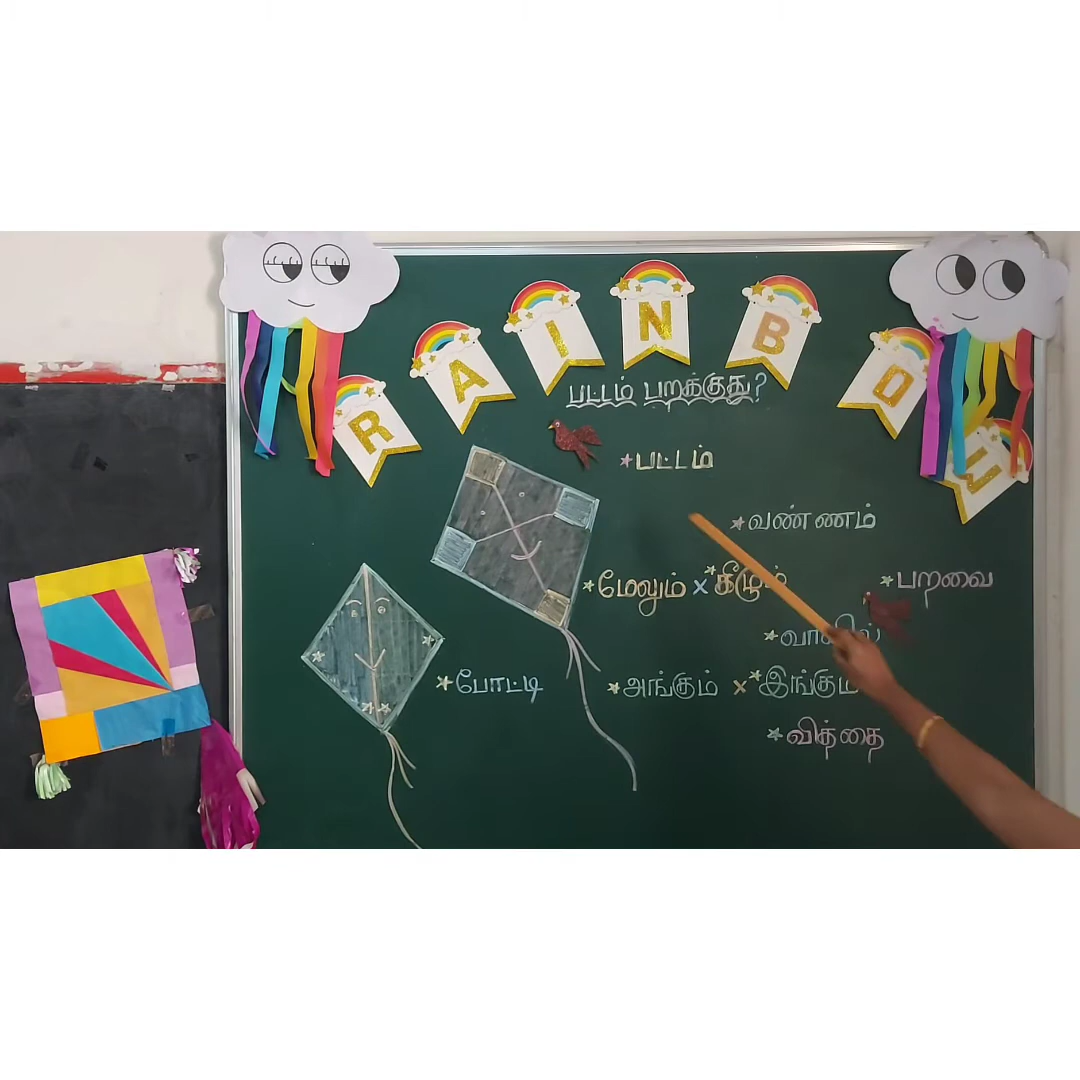 RAINBOW
பட்டம் பறக்குது?
பட்டம்
வண்ணம்
மேலும் x கீழும்
பறவை
போட்டி
அங்கும் x இங்கும்
வித்தை